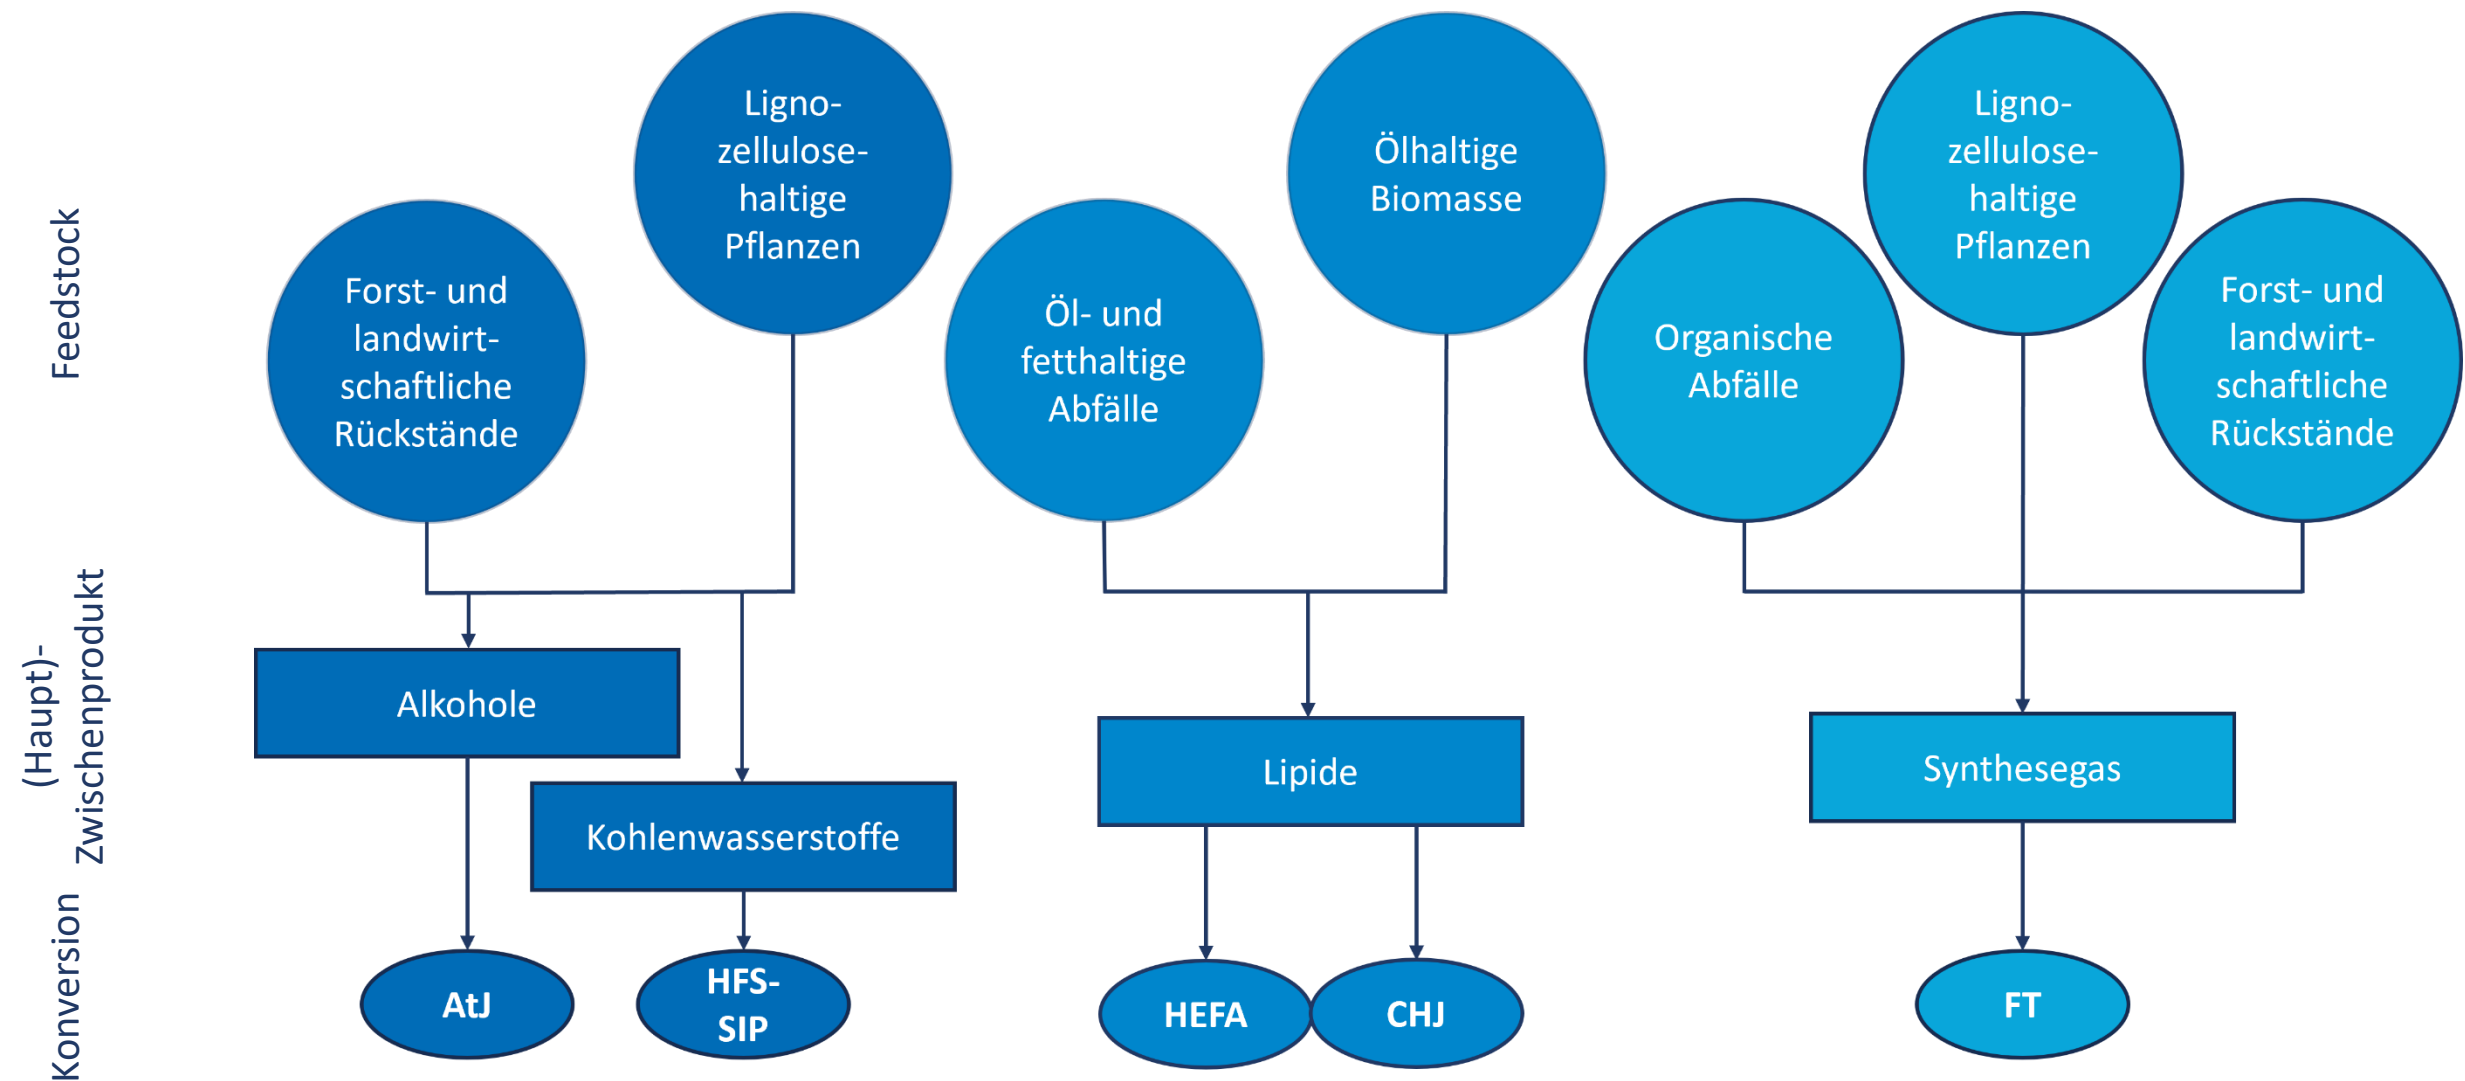 Feedstock
Forst- und
landwirt-
schaftliche
Rückstände
Ligno-
zellulose-
haltige
Pflanzen
Öl- und
fetthaltige
Abfälle
Ölhaltige
Biomasse
Organische
Abfälle
Ligno-
zellulose-
haltige
Pflanzen
Forst- und
landwirt-
schaftliche
Rückstände
(Haupt)-
Zwischenprodukt
Alkohole
Kohlenwasserstoffe
Lipide
Synthesegas
Konversion
AtJ
HFS-
SIP
HEFA
CHJ
FT